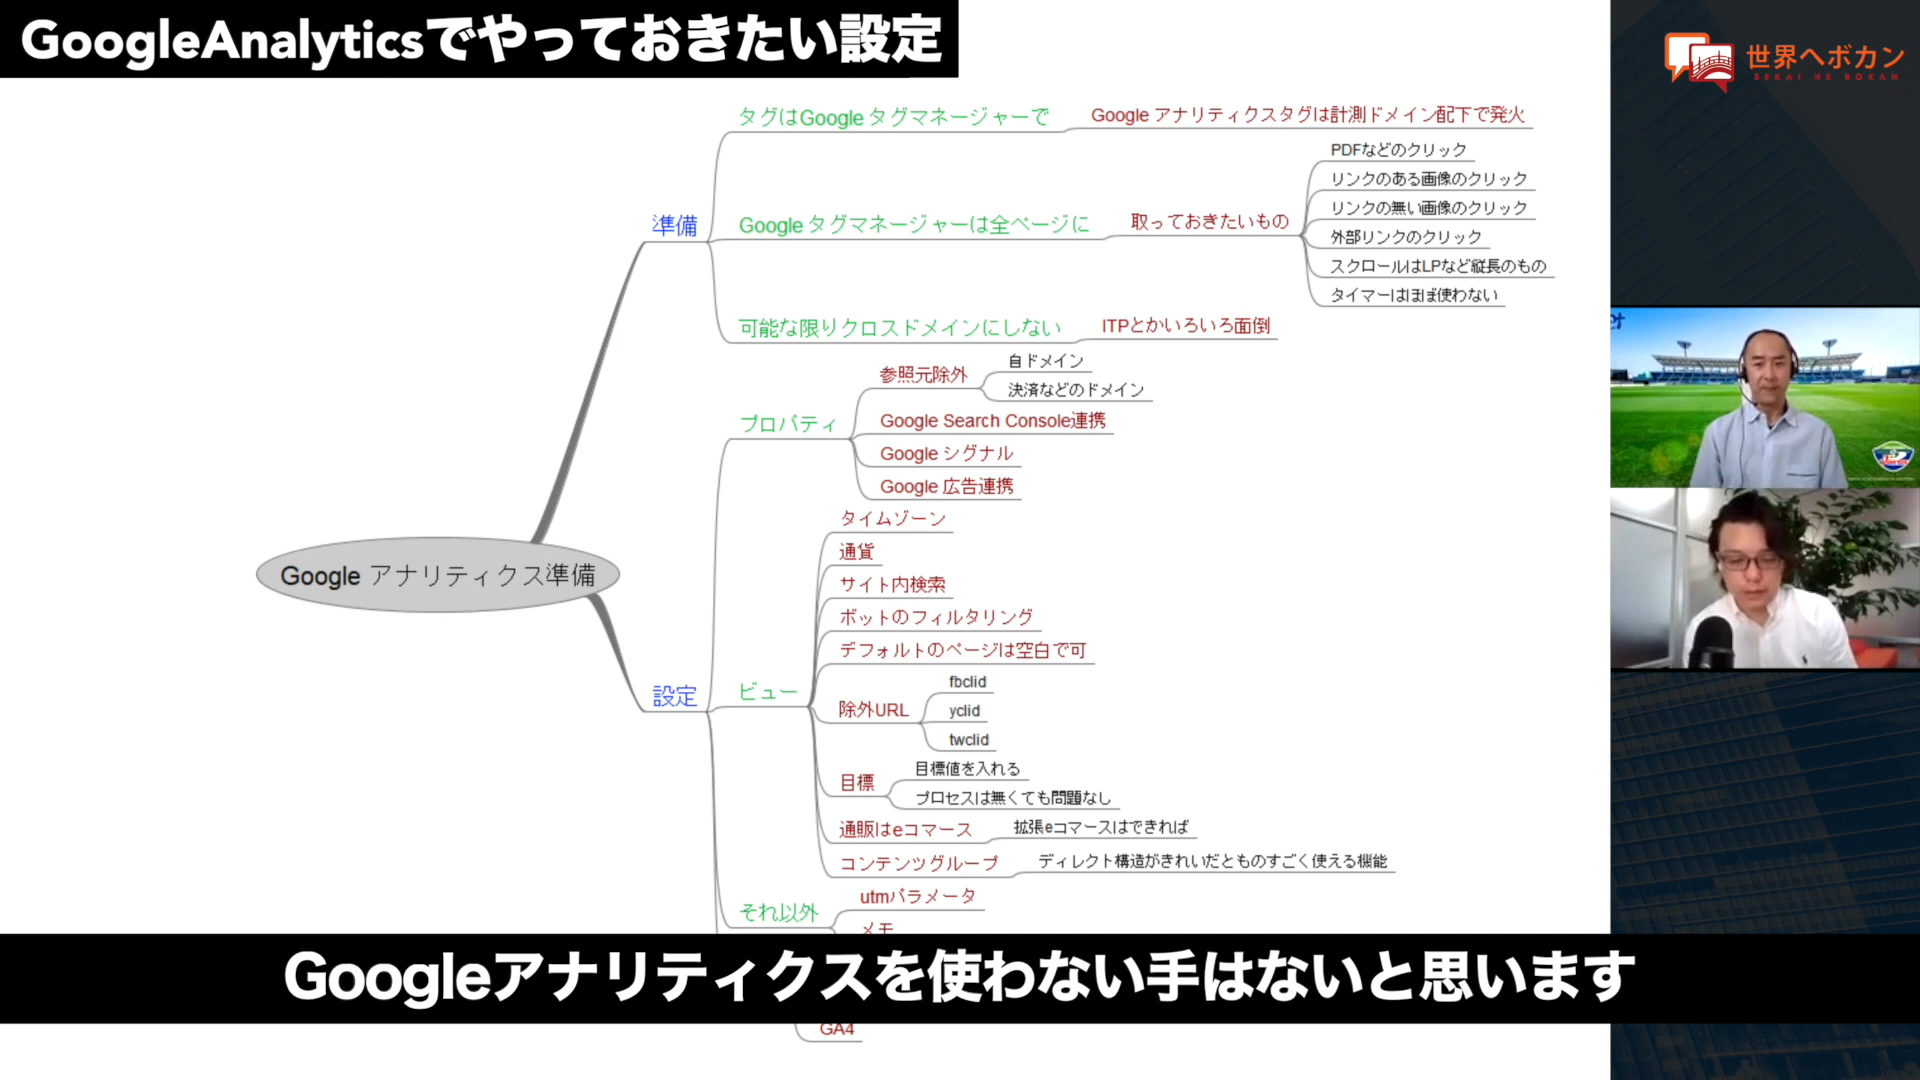 GoogleAnalyticsでやっておきたい設定
世界へボカン
SEKAI HE BOKAN
タグはGoogle タグマネージャーで
Google アナリティクスタグは計測ドメイン配下で発火
準備
Google タグマネージャーは全ページに
取っておきたいもの
PDFなどのクリック
リンクのある画像のクリック
リンクの無い画像のクリック
外部リンクのクリック
スクロールはLPなど縦長のもの
タイマーはほぼ使わない
可能な限りクロスドメインにしない
ITPとかいろいろ面倒
Google アナリティクス準備
設定
プロパティ
参照元除外
自ドメイン
決済などのドメイン
Google Search Console連携
Google シグナル
Google 広告連携
ビュー
タイムゾーン
通貨
サイト内検索
ボットのフィルタリング
デフォルトのページは空白で可
除外URL
fbclid
yclid
twclid
目標
目標値を入れる
プロセスは無くても問題なし
通販はeコマース
拡張eコマースはできれば
コンテンツグループ
ディレクト構造がきれいだとものすごく使える機能
それ以外
utmパラメータ
メモ
Googleアナリティクスを使わない手はないと思います
GA4